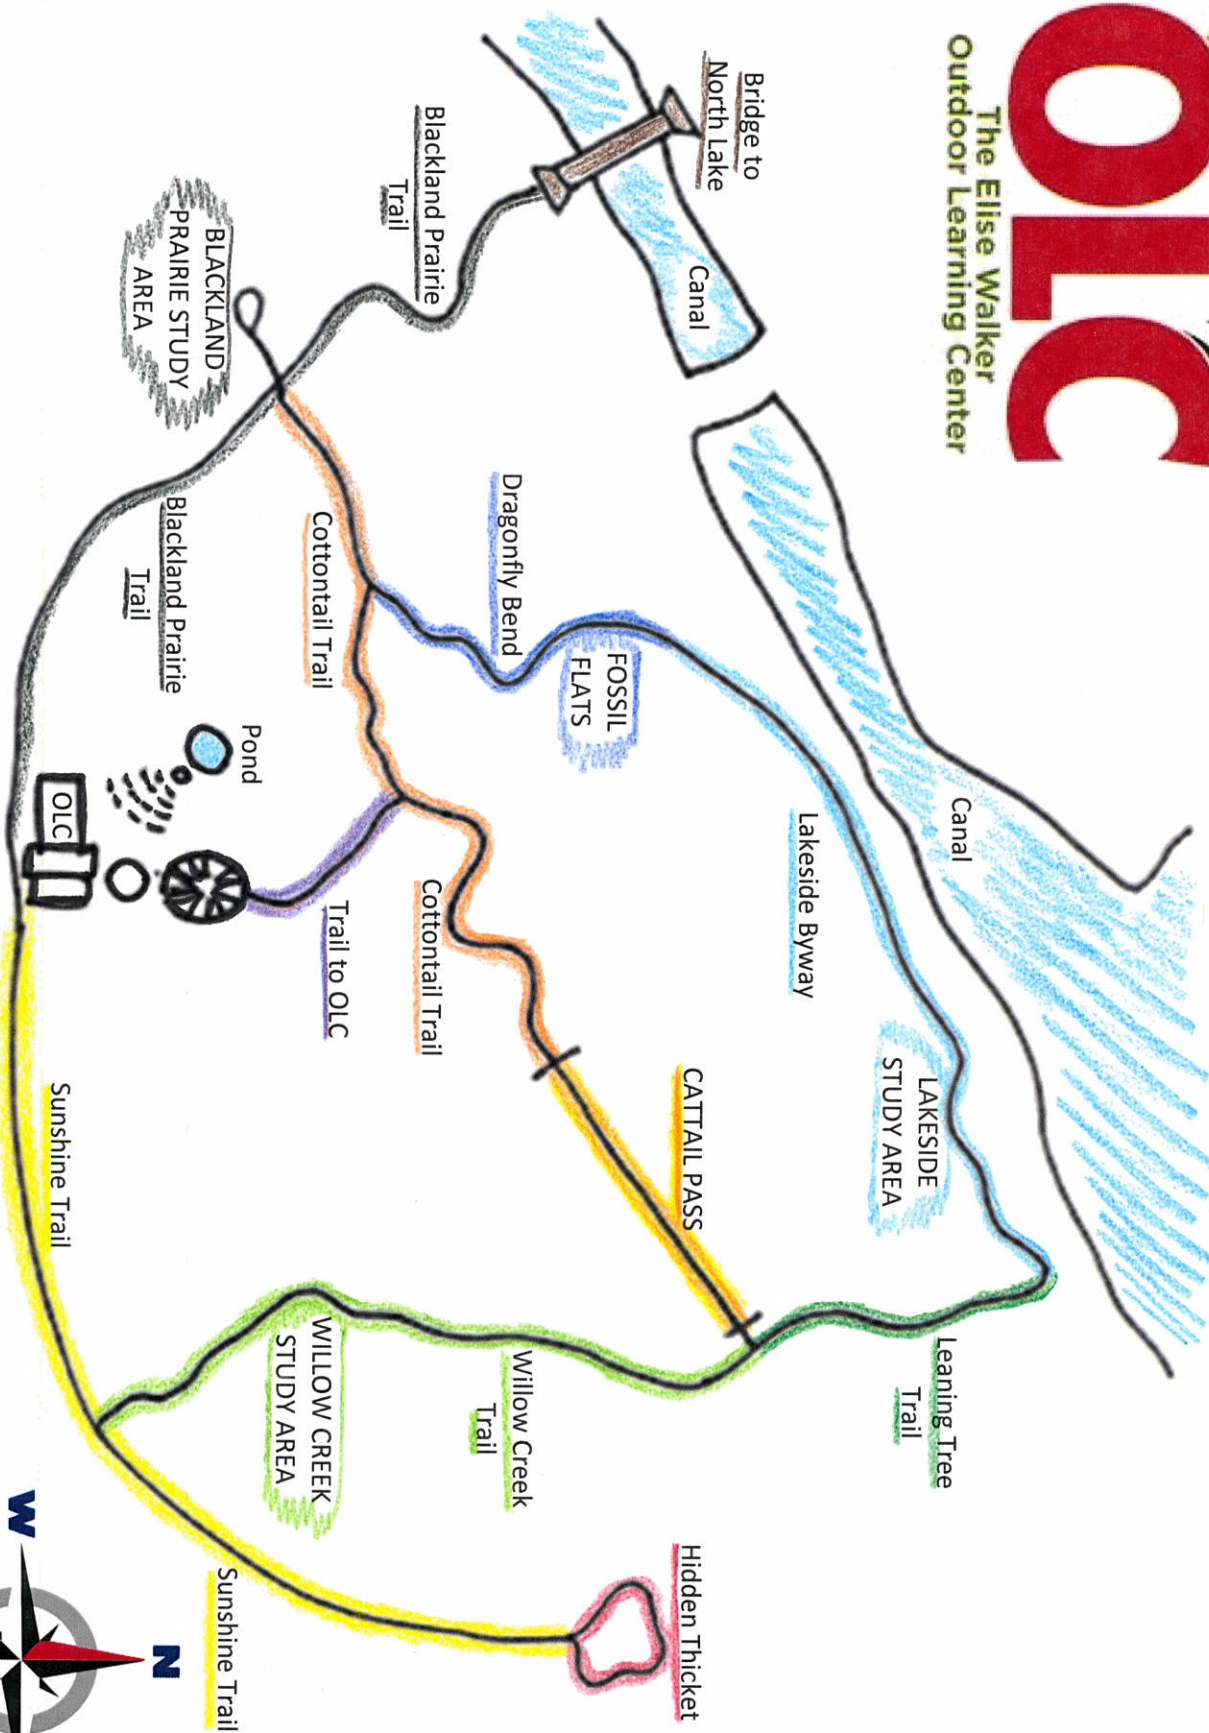 OLC
The Elise Walker
Outdoor Learning Center
Bridge to
North Lake
Canal
Blackland Prairie
Trail
BLACKLAND
PRAIRIE STUDY
AREA
Dragonfly Bend
FOSSIL
FLATS
Cottontail Trail
Blackland Prairie
Trail
Canal
Lakeside Byway
Pond
OLC
Trail to OLC
Cottontail Trail
LAKESIDE
STUDY AREA
CATTAIL PASS
Sunshine Trail
Leaning Tree
Trail
Willow Creek
Trail
WILLOW CREEK
STUDY AREA
Hidden Thicket
Sunshine Trail
N
W